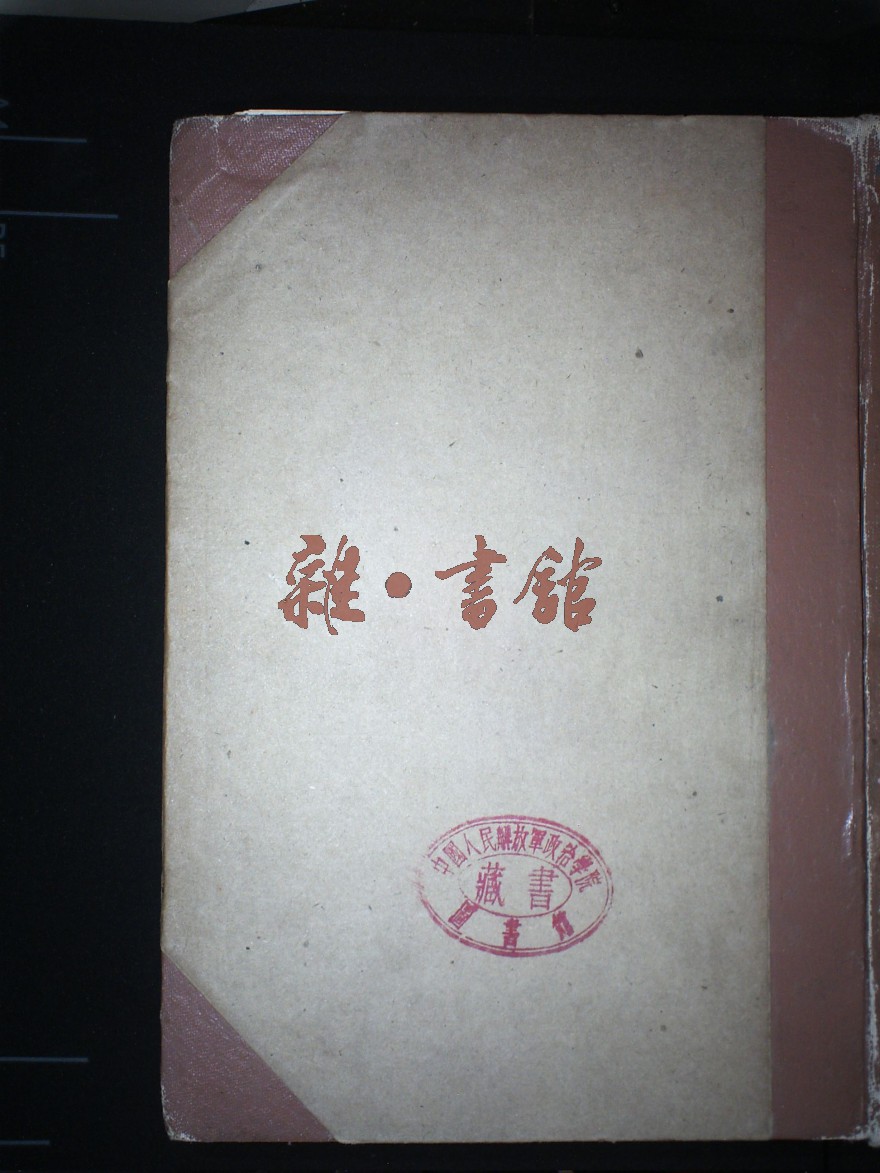 雜·書館
中國人民解放軍政治學院
藏書
圖書館